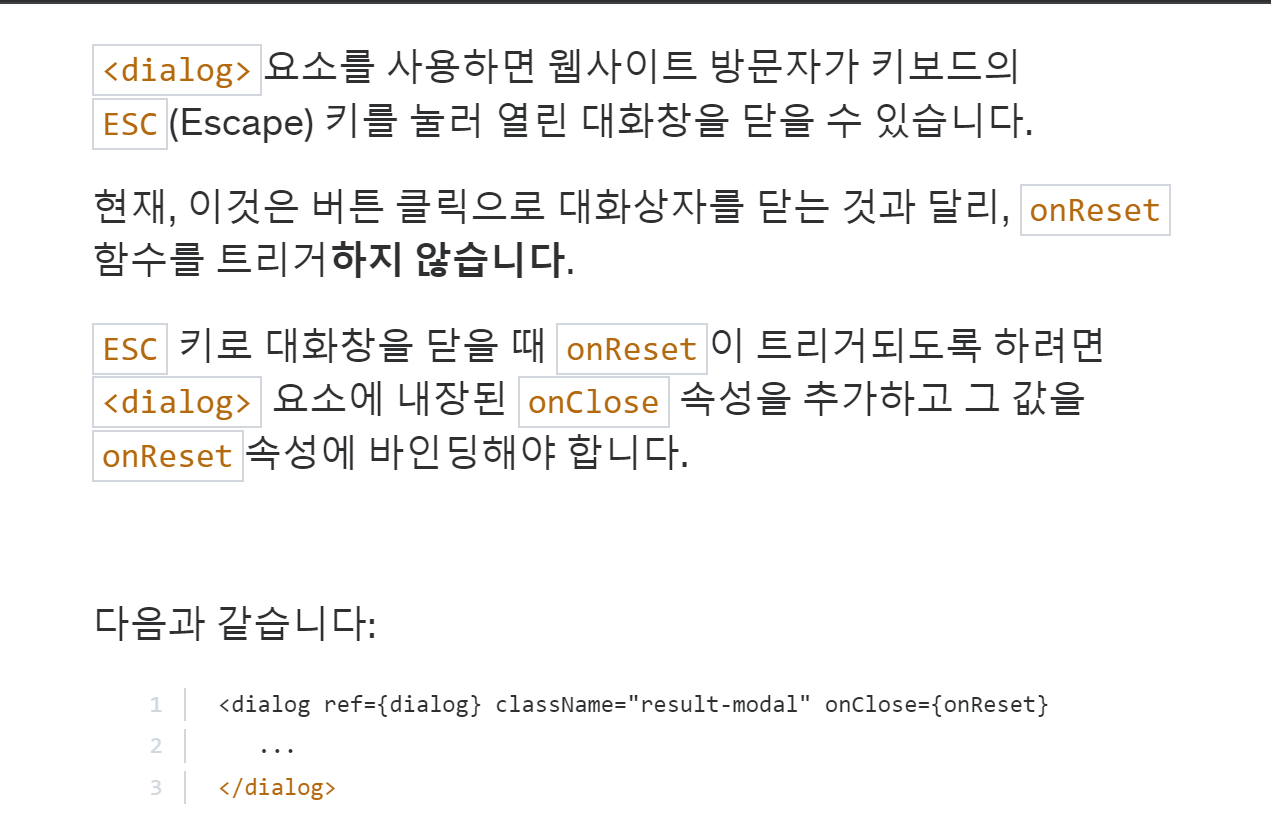 <dialog>요소를 사용하면 웹사이트 방문자가 키보드의
ESC(Escape) 키를 눌러 열린 대화창을 닫을 수 있습니다.
현재, 이것은 버튼 클릭으로 대화상자를 닫는 것과 달리, onReset
함수를 트리거하지 않습니다.
ESC 키로 대화창을 닫을 때 onReset이 트리거되도록 하려면
<dialog> 요소에 내장된 onClose 속성을 추가하고 그 값을
onReset속성에 바인딩해야 합니다.
다음과 같습니다:
1 <dialog ref={dialog} className="result-modal" onClose={onReset}
2 ...
3 </dialog>